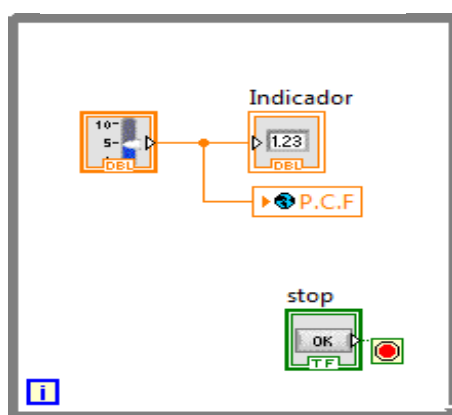 Indicador
10-
5-
DBL
1.23
DBL
P.C.F
stop
OK
TF
i